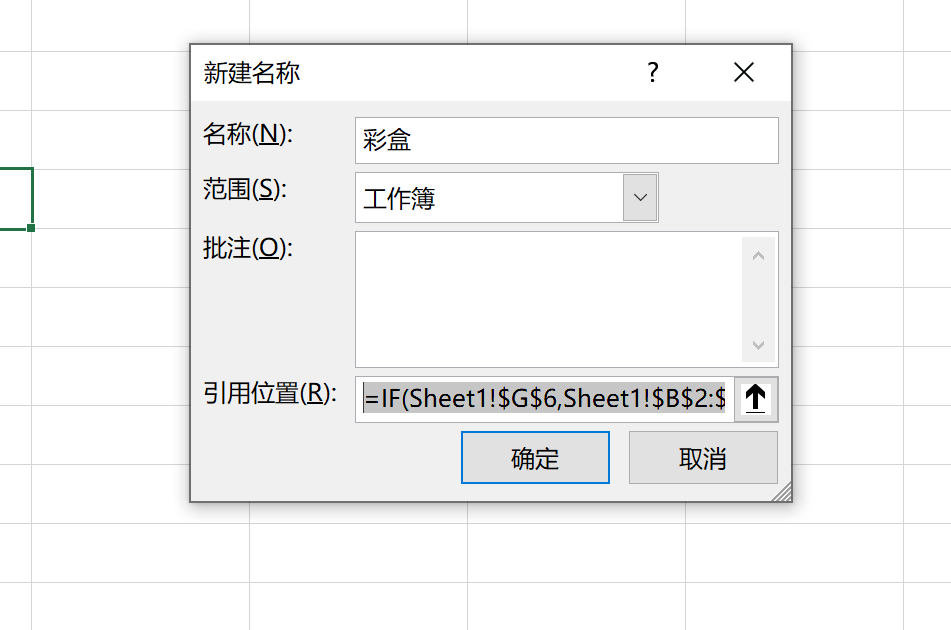 新建名称 ?
名称(N): 彩盒
范围(S): 工作簿
批注(O):
引用位置(R): =IF(Sheet1!$G$6,Sheet1!$B$2:$
确定 取消